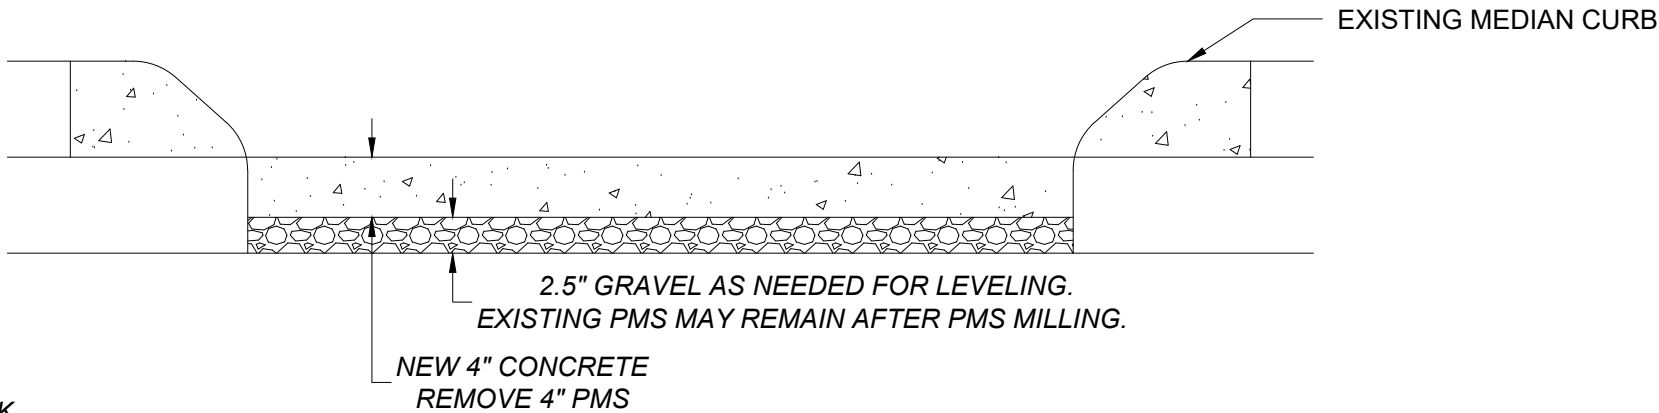 EXISTING MEDIAN CURB
2.5" GRAVEL AS NEEDED FOR LEVELING.
EXISTING PMS MAY REMAIN AFTER PMS MILLING.
NEW 4" CONCRETE
REMOVE 4" PMS